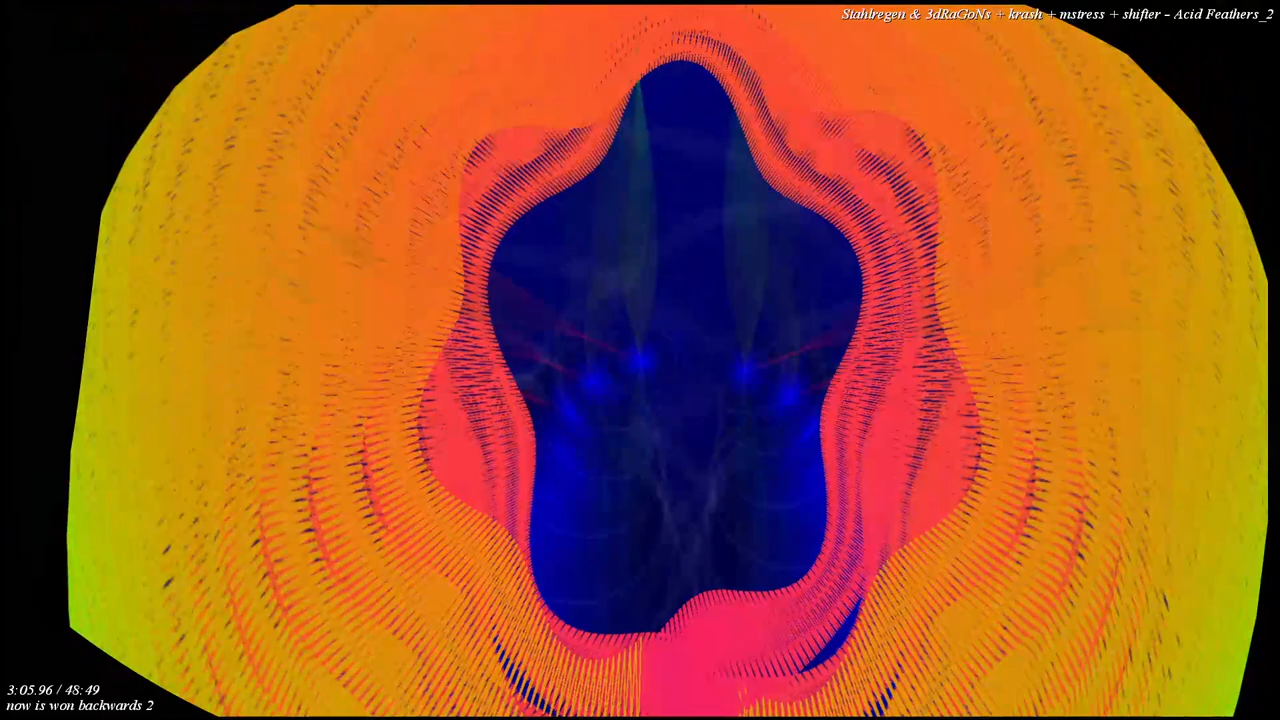 Stahlregen & 3dRaGoNs + krash + mstress + shifter - Acid Feathers_2
3:05.96 / 48:49
now is won backwards 2